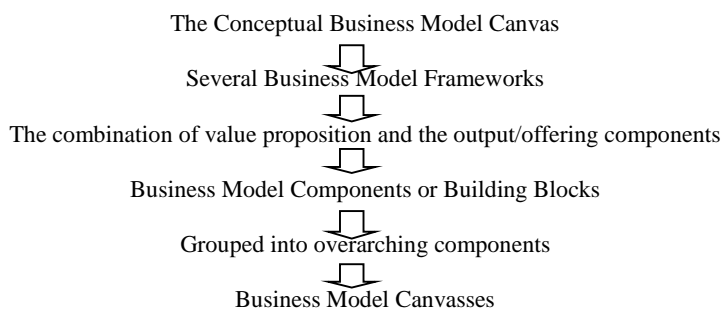 The Conceptual Business Model Canvas
Several Business Model Frameworks
The combination of value proposition and the output/offering components
Business Model Components or Building Blocks
Grouped into overarching components
Business Model Canvasses